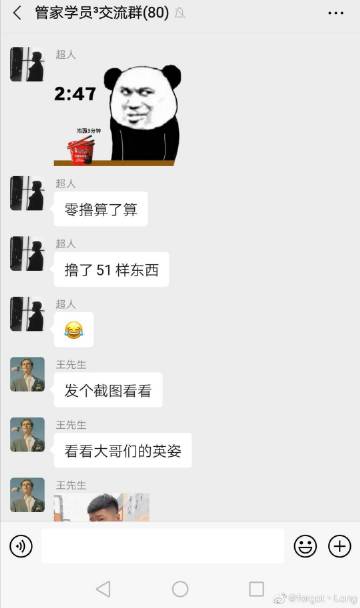 管家学员³交流群(80)
超人
2:47
泡面3分钟
超人
零撸算了算
超人
撸了51样东西
超人
王先生
发个截图看看
王先生
看看大哥们的英姿
王先生